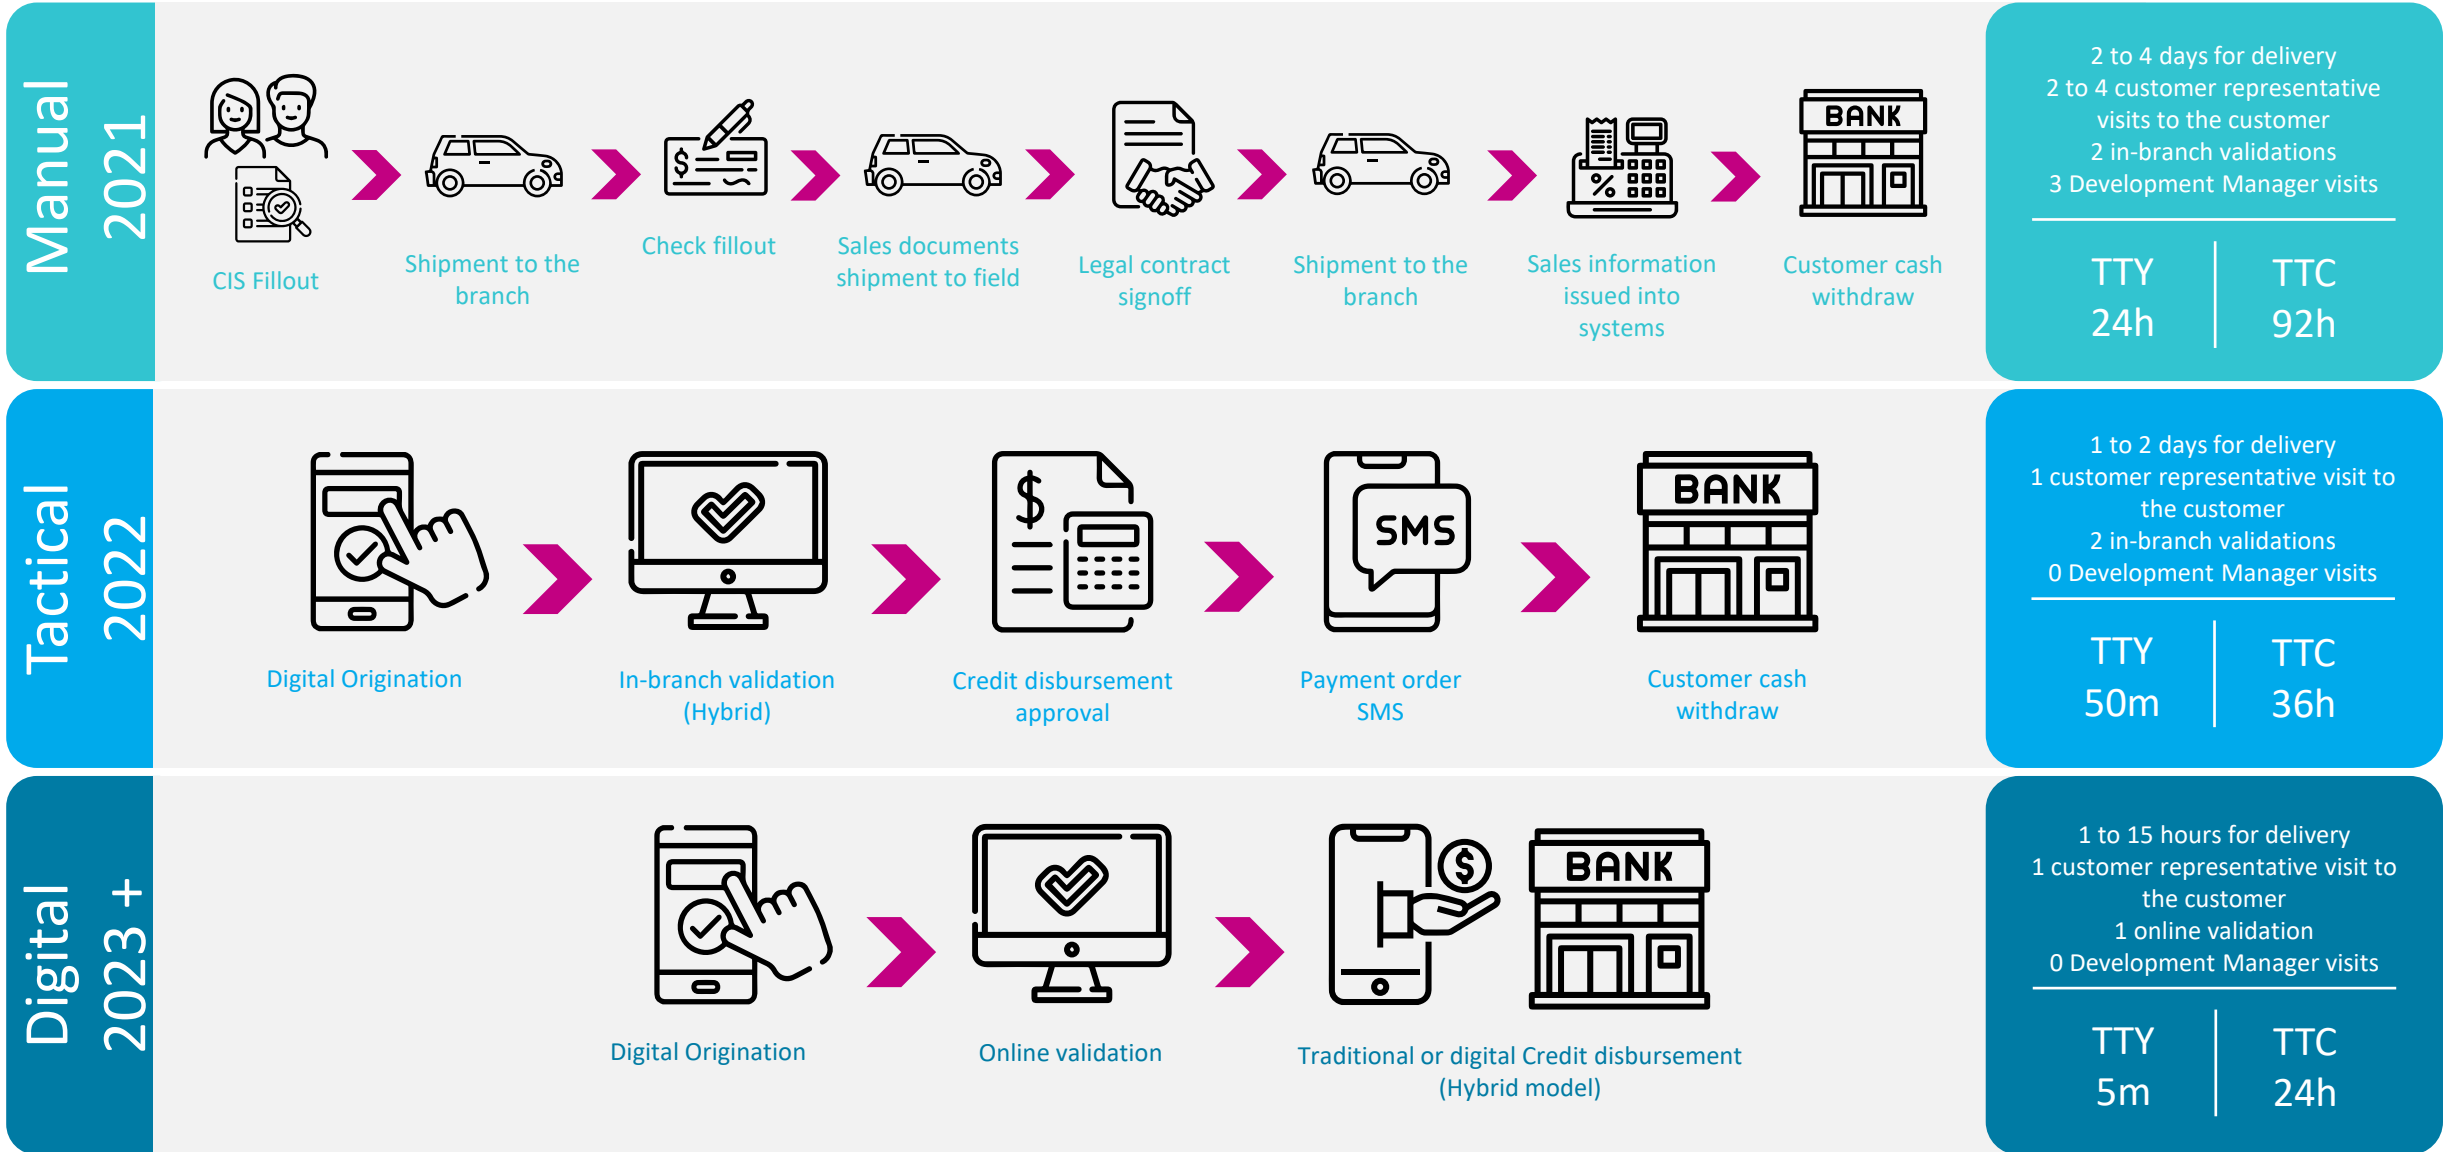 Manual
2021
CIS Fillout
Shipment to the
branch
$
Check fillout
Sales documents
shipment to field
Legal contract
signoff
Shipment to the
branch
%
Sales information
issued into
systems
BANK
Customer cash
withdraw
2 to 4 days for delivery
2 to 4 customer representative
visits to the customer
2 in-branch validations
3 Development Manager visits
TTY
24h
TTC
92h
Tactical
2022
Digital Origination
In-branch validation
(Hybrid)
$
Credit disbursement
approval
SMS
Payment order
SMS
BANK
Customer cash
withdraw
1 to 2 days for delivery
1 customer representative visit to
the customer
2 in-branch validations
0 Development Manager visits
TTY
50m
TTC
36h
Digital
2023 +
Digital Origination
Online validation
$
BANK
Traditional or digital Credit disbursement
(Hybrid model)
1 to 15 hours for delivery
1 customer representative visit to
the customer
1 online validation
0 Development Manager visits
TTY
5m
TTC
24h